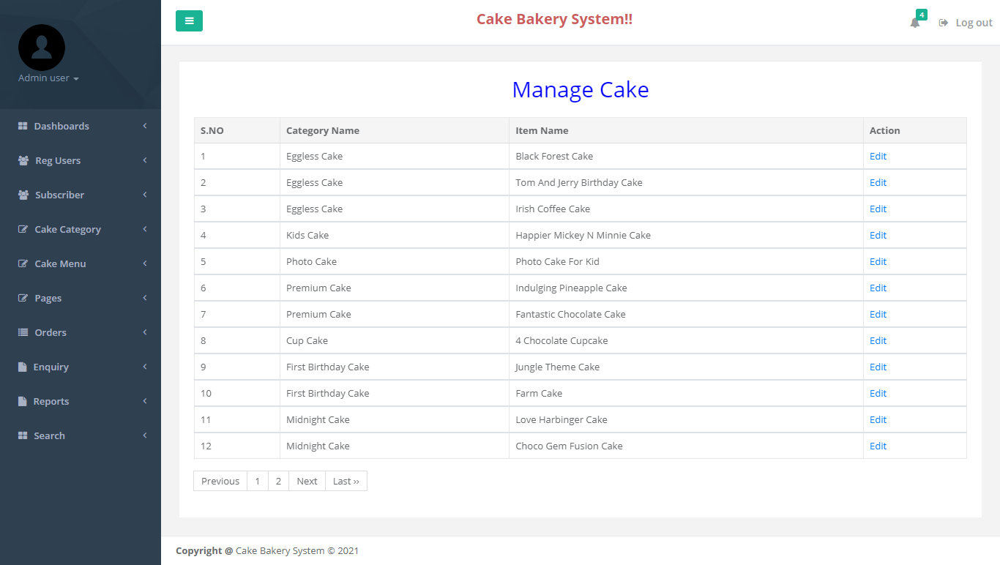 Cake Bakery System!!
4
Log out
Admin user
Dashboards
Reg Users
Subscriber
Cake Category
Cake Menu
Pages
Orders
Enquiry
Reports
Search
Manage Cake
S.NO Category Name Item Name Action
1 Eggless Cake Black Forest Cake Edit
2 Eggless Cake Tom And Jerry Birthday Cake Edit
3 Eggless Cake Irish Coffee Cake Edit
4 Kids Cake Happier Mickey N Minnie Cake Edit
5 Photo Cake Photo Cake For Kid Edit
6 Premium Cake Indulging Pineapple Cake Edit
7 Premium Cake Fantastic Chocolate Cake Edit
8 Cup Cake 4 Chocolate Cupcake Edit
9 First Birthday Cake Jungle Theme Cake Edit
10 First Birthday Cake Farm Cake Edit
11 Midnight Cake Love Harbinger Cake Edit
12 Midnight Cake Choco Gem Fusion Cake Edit
Previous 1 2 Next Last ››
Copyright @ Cake Bakery System © 2021